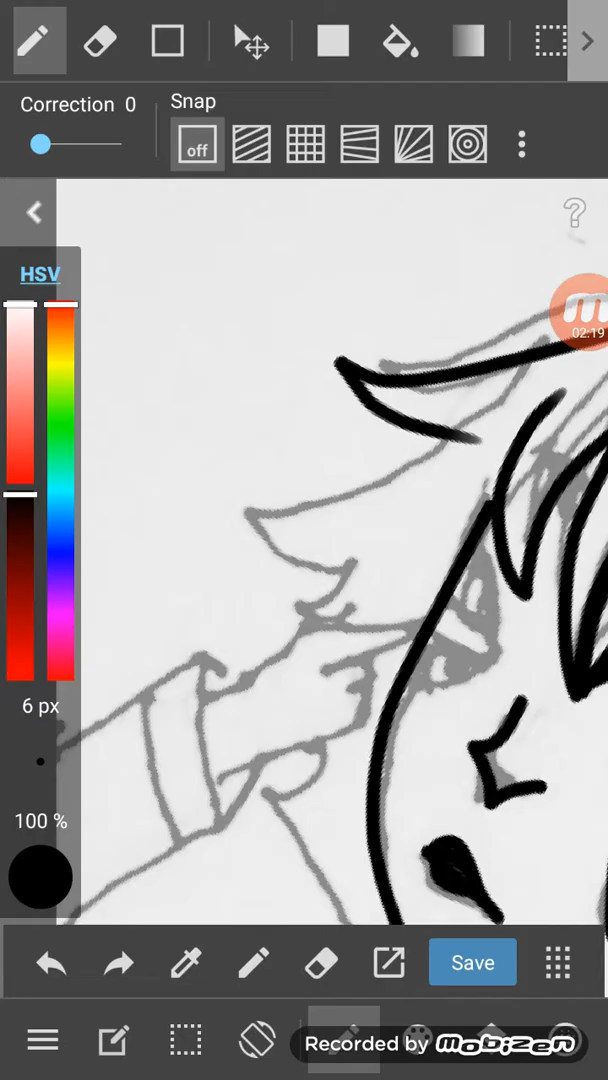 Correction 0
Snap
off
?
HSV
m
02:19
6 px
100 %
Save
Recorded by mobizen